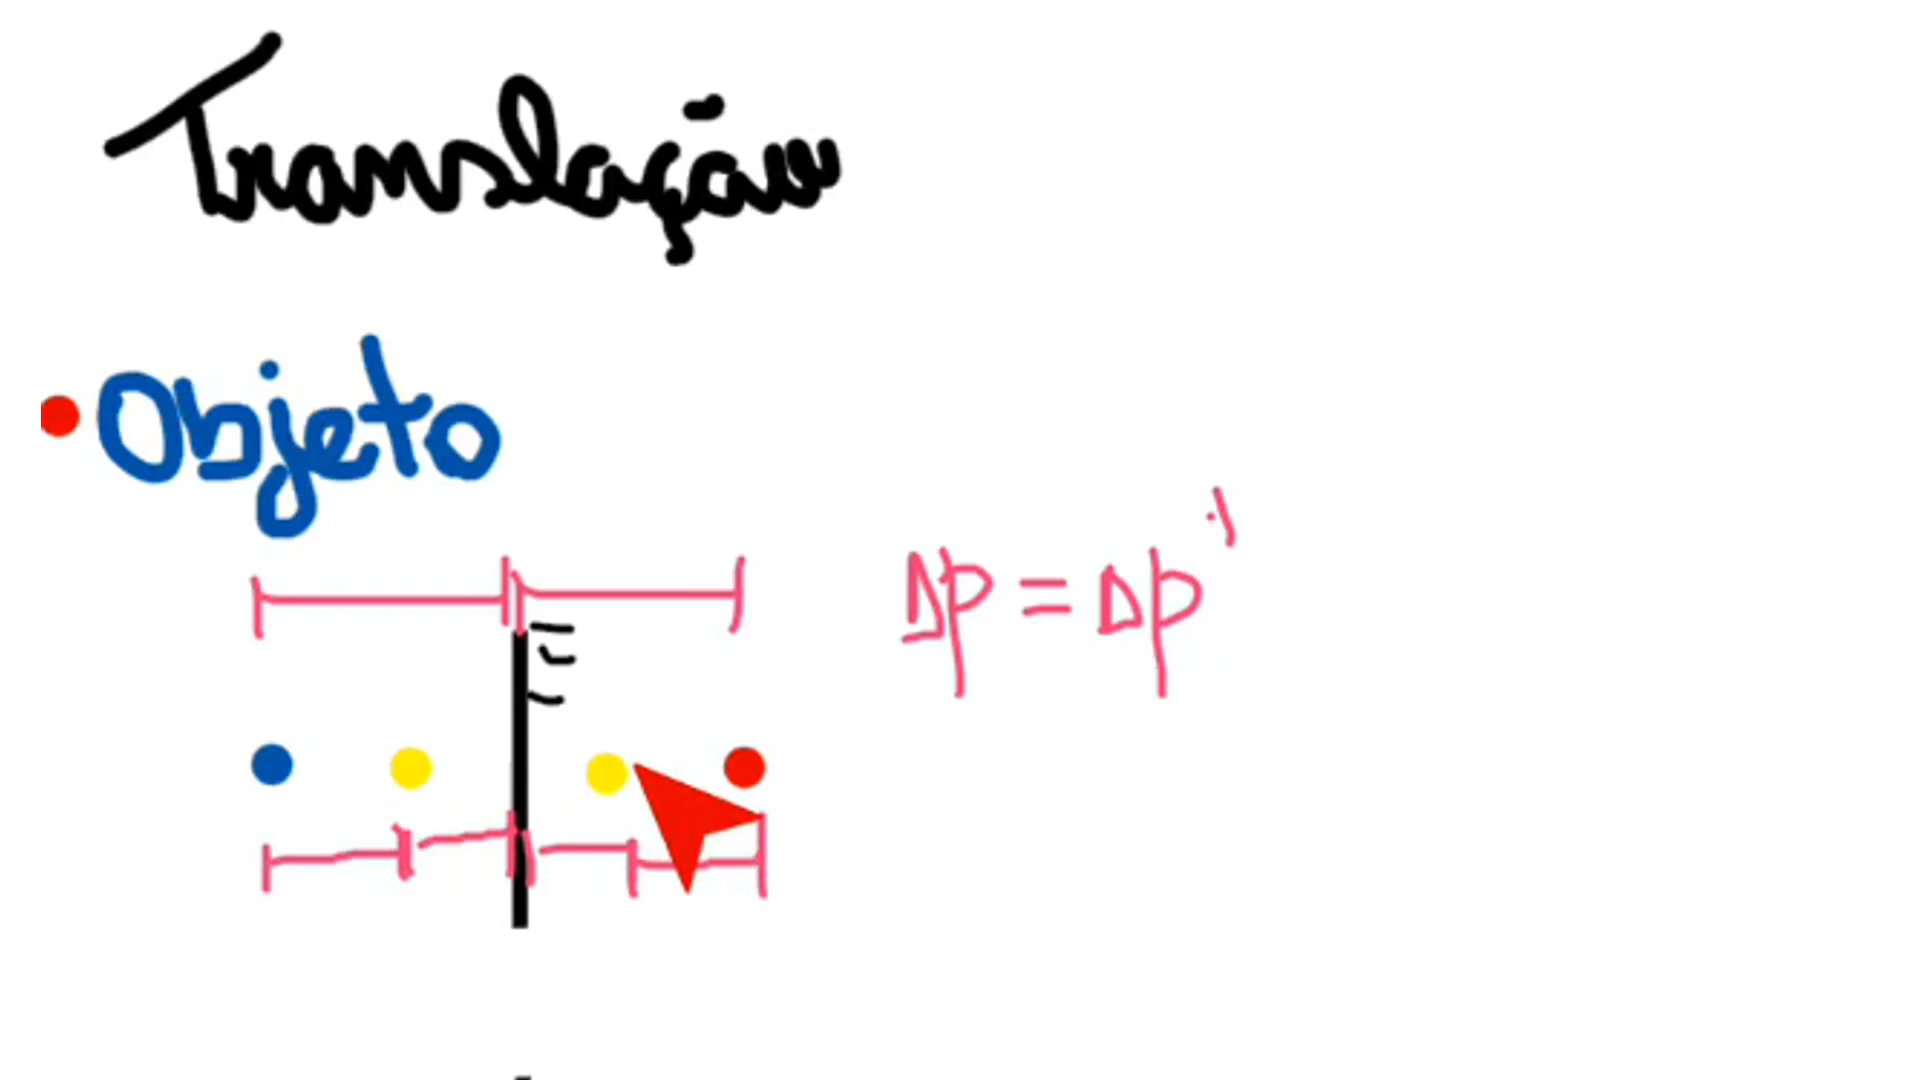 Translação
Objeto
Δp = Δp'